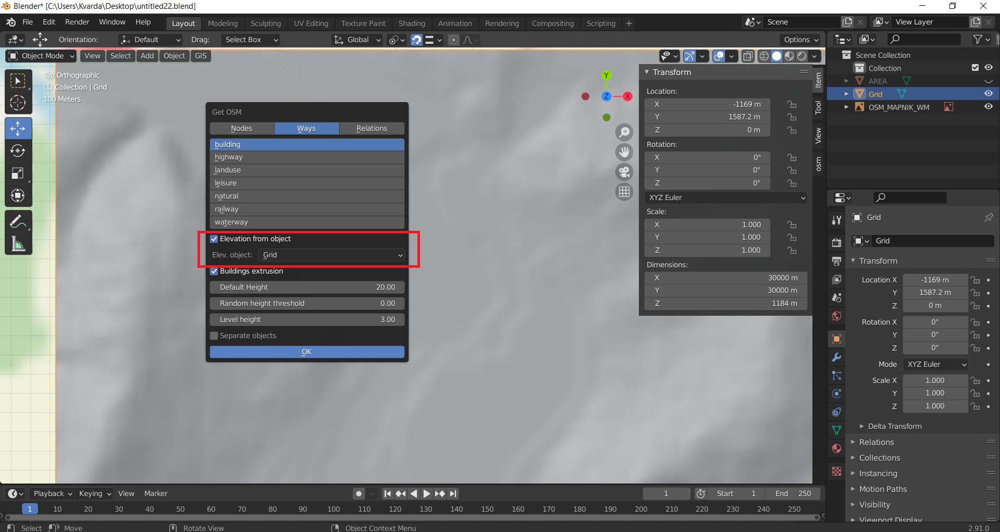 Blender* [C:\Users\Kvarda\Desktop\untitled22.blend]
File Edit Render Window Help
Layout Modeling Sculpting UV Editing Texture Paint Shading Animation Rendering Compositing Scripting +
Scene
View Layer
Orientation: Default Drag: Select Box
Global
Options
Object Mode View Select Add Object GIS
Top Orthographic
(1) Collection | Grid
100 Meters
Get OSM
Nodes Ways Relations
building
highway
landuse
leisure
natural
railway
waterway
Elevation from object
Elev. object: Grid
Buildings extrusion
Default Height 20.00
Random height threshold 0.00
Level height 3.00
Separate objects
OK
Y
Z X
Transform
Location:
X -1169 m
Y 1587.2 m
Z 0 m
Rotation:
X 0°
Y 0°
Z 0°
XYZ Euler
Scale:
X 1.000
Y 1.000
Z 1.000
Dimensions:
X 30000 m
Y 30000 m
Z 1184 m
Item
Tool
View
osm
Scene Collection
Collection
AREA
Grid
OSM_MAPNIK_WM
Grid
Grid
Transform
Location X -1169 m
Y 1587.2 m
Z 0 m
Rotation X 0°
Y 0°
Z 0°
Mode XYZ Euler
Scale X 1.000
Y 1.000
Z 1.000
Delta Transform
Relations
Collections
Instancing
Motion Paths
Visibility
Viewport Display
Playback Keying View Marker
1 Start 1 End 250
1 10 20 30 40 50 60 70 80 90 100 110 120 130 140 150 160 170 180 190 200 210 220 230 240 250
Select Move Rotate View Object Context Menu 2.91.0